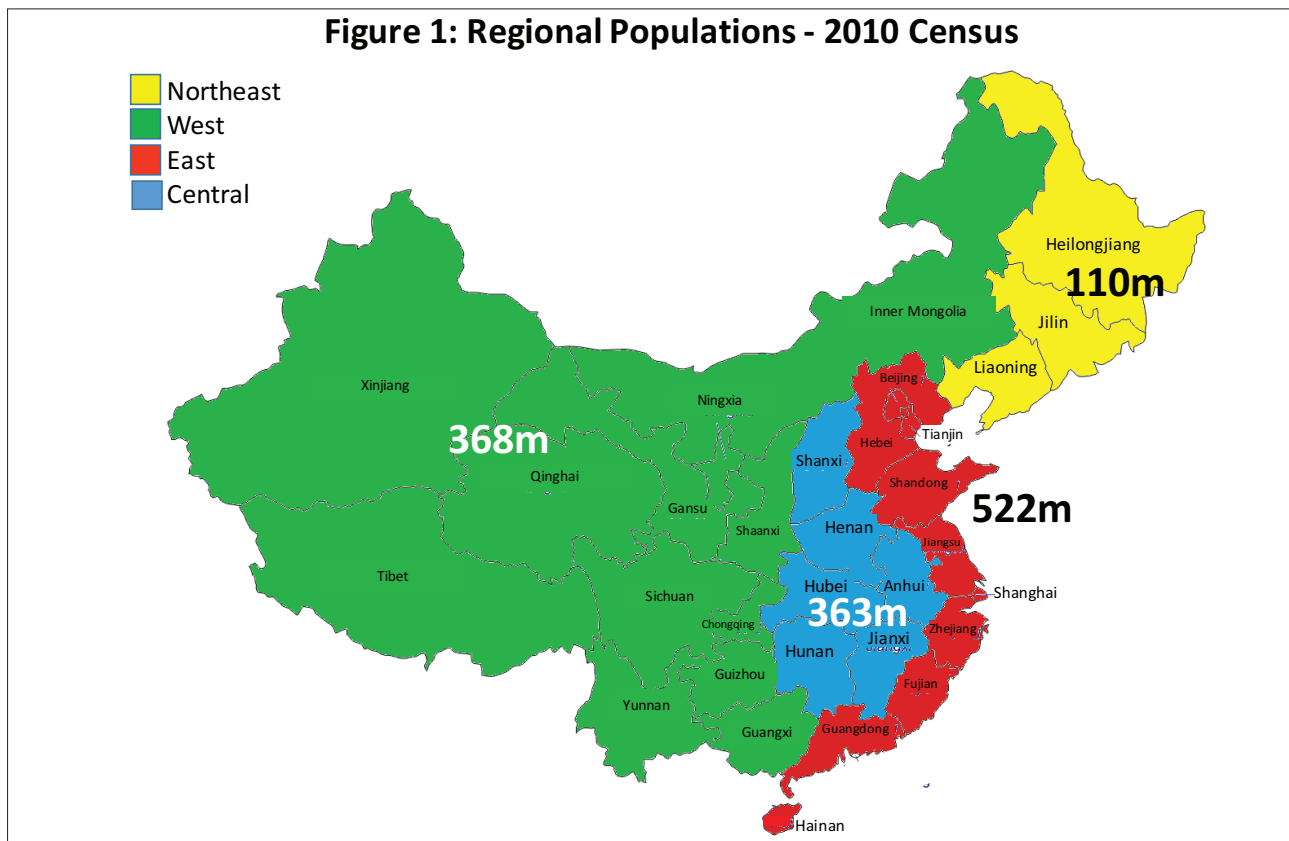 Figure 1: Regional Populations - 2010 Census
Northeast
West
East
Central
Heilongjiang
110m
Jilin
Inner Mongolia
Liaoning
Beijing
Xinjiang
Ningxia
Tianjin
368m
Hebei
Shanxi
Qinghai
Shandong
Gansu
522m
Shaanxi
Henan
Jiangsu
Tibet
Sichuan
Hubei
Anhui
Shanghai
363m
Chongqing
Zhejiang
Jianxi
Hunan
Guizhou
Fujian
Yunnan
Guangxi
Guangdong
Hainan